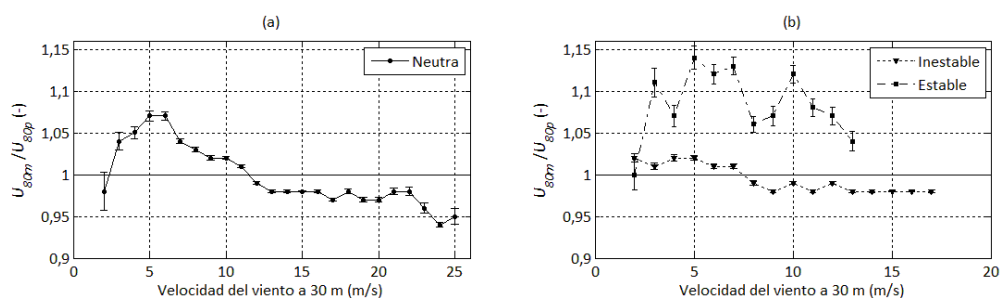 (a)
1,15
1,1
1,05
1
0,95
0,9
U80m /U80p (-)
Neutra
0 5 10 15 20 25
Velocidad del viento a 30 m (m/s)
(b)
1,15
1,1
1,05
1
0,95
0,9
U80m /U80p (-)
Inestable
Estable
0 5 10 15 20
Velocidad del viento a 30 m (m/s)